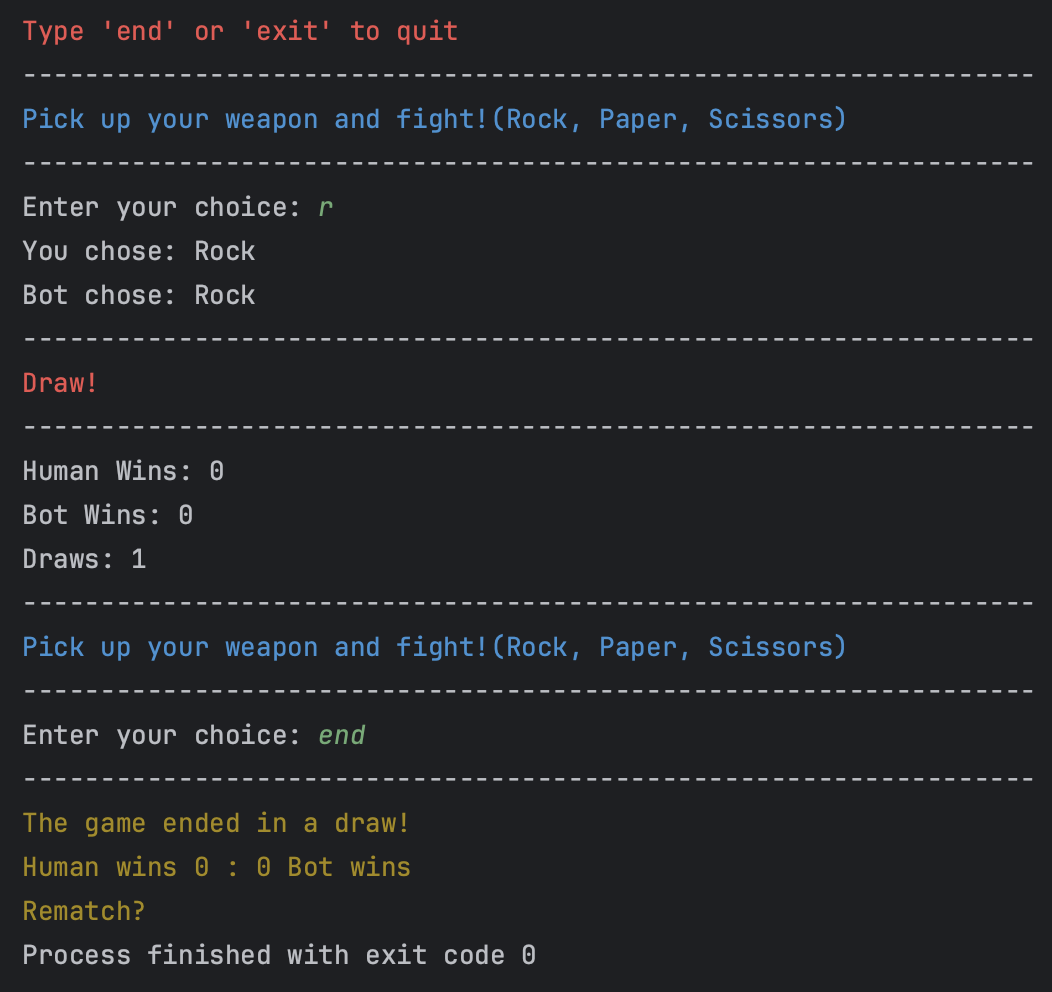 Type 'end' or 'exit' to quit
-----------------------------------------------------------------
Pick up your weapon and fight!(Rock, Paper, Scissors)
-----------------------------------------------------------------
Enter your choice: r
You chose: Rock
Bot chose: Rock
-----------------------------------------------------------------
Draw!
-----------------------------------------------------------------
Human Wins: 0
Bot Wins: 0
Draws: 1
-----------------------------------------------------------------
Pick up your weapon and fight!(Rock, Paper, Scissors)
-----------------------------------------------------------------
Enter your choice: end
-----------------------------------------------------------------
The game ended in a draw!
Human wins 0 : 0 Bot wins
Rematch?
Process finished with exit code 0